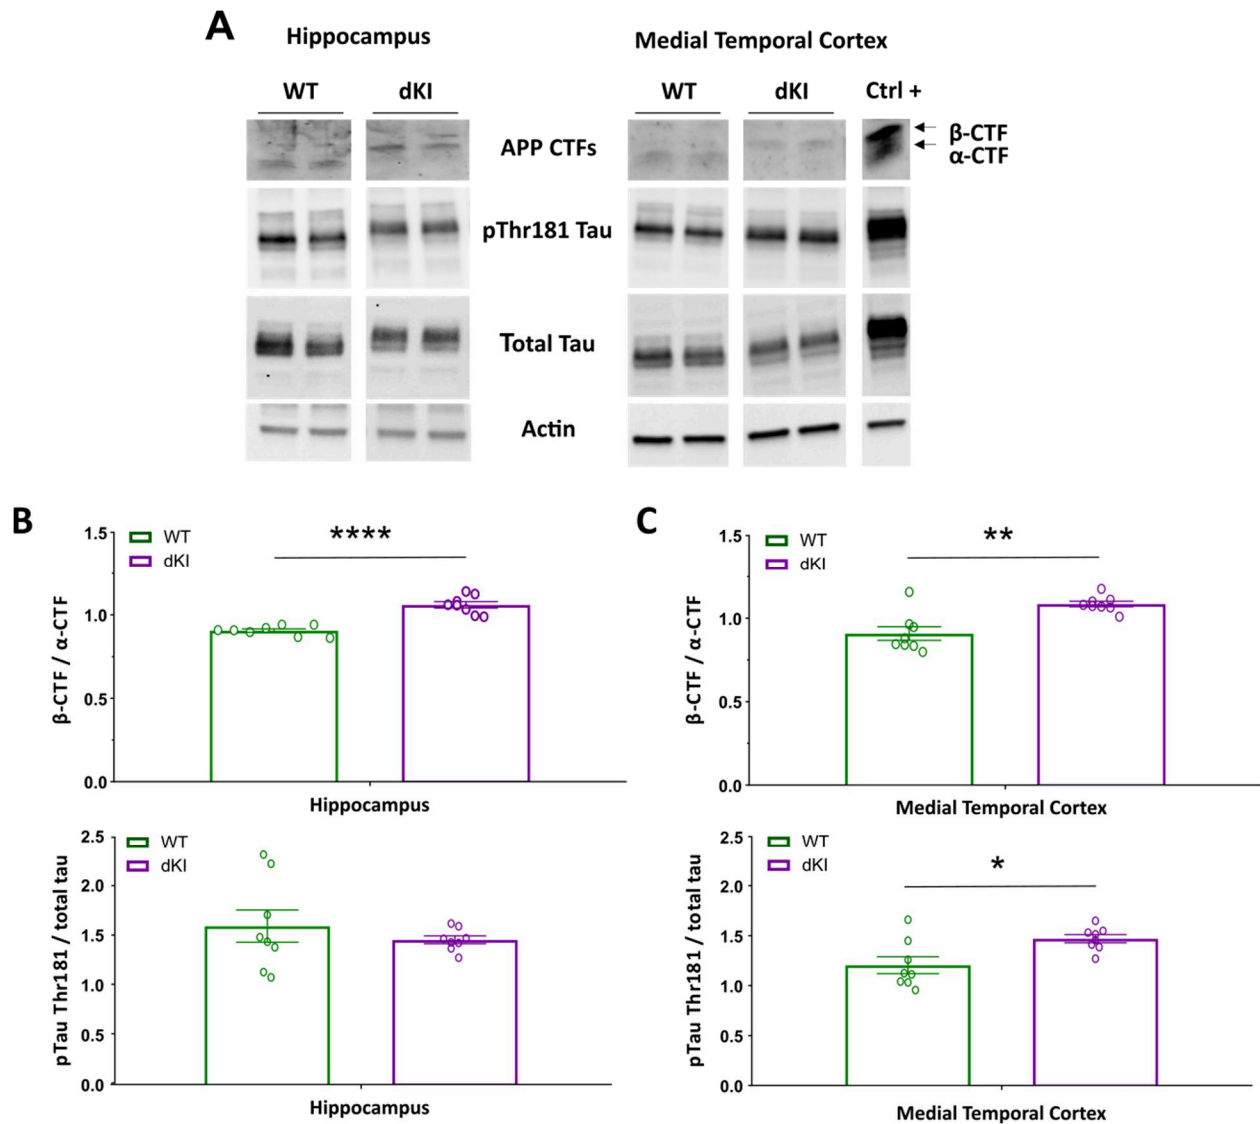 A
Hippocampus
Medial Temporal Cortex
WT
dKI
WT
dKI
Ctrl +
APP CTFs
β-CTF
α-CTF
pThr181 Tau
Total Tau
Actin
B
WT
dKI
****
β-CTF / α-CTF
1.5
1.0
0.5
0.0
Hippocampus
C
WT
dKI
**
β-CTF / α-CTF
1.5
1.0
0.5
0.0
Medial Temporal Cortex
WT
dKI
pTau Thr181 / total tau
2.5
2.0
1.5
1.0
0.5
0.0
Hippocampus
WT
dKI
*
pTau Thr181 / total tau
2.5
2.0
1.5
1.0
0.5
0.0
Medial Temporal Cortex